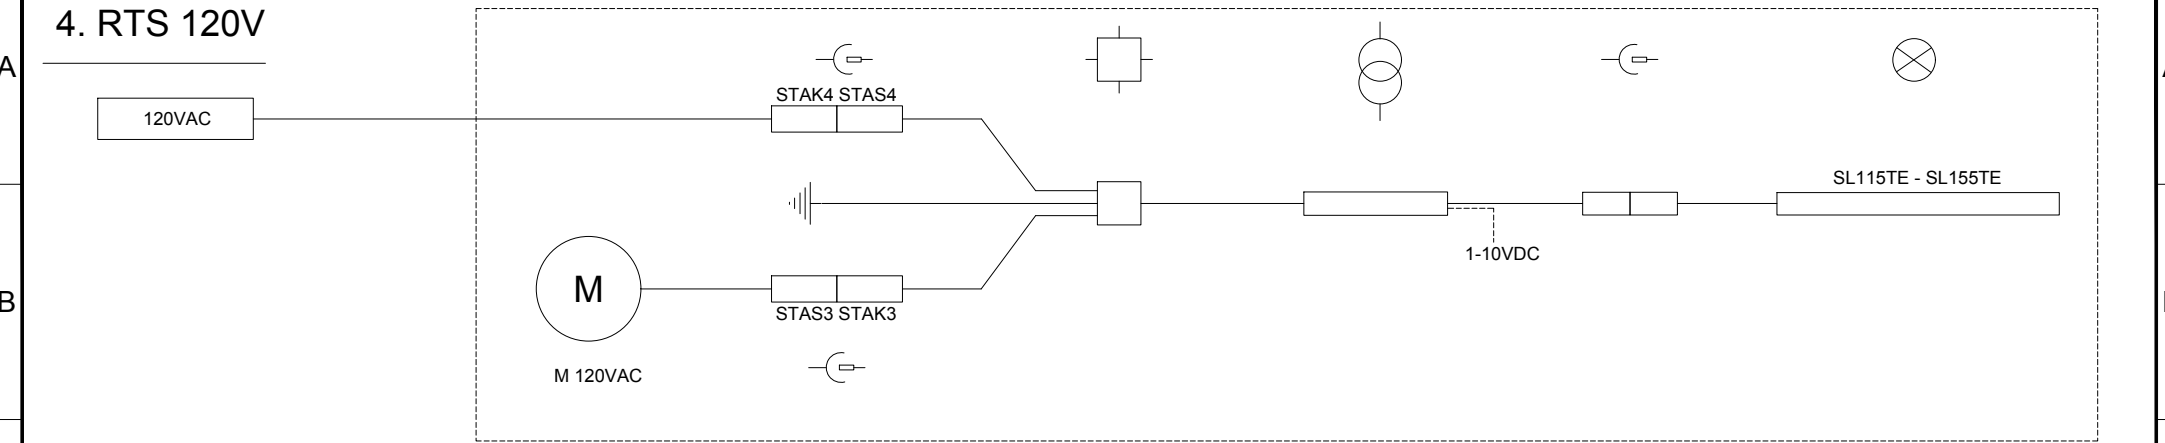 4. RTS 120V
A
120VAC
STAK4 STAS4
SL115TE - SL155TE
1-10VDC
B
M
STAS3 STAK3
M 120VAC